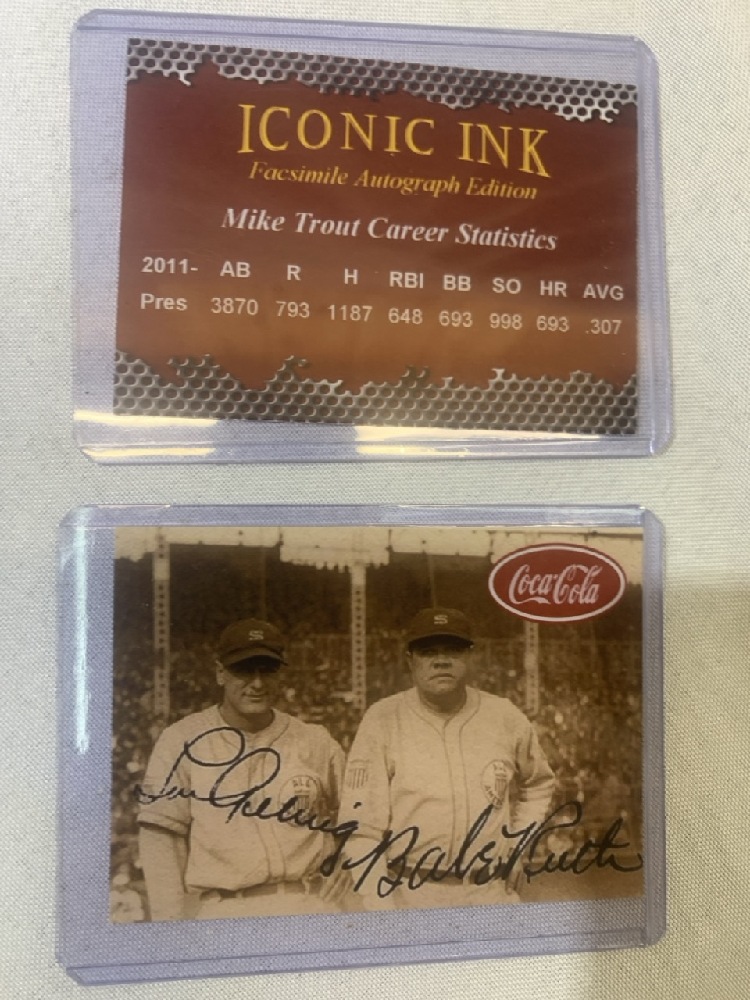 ICONIC INK
Facsimile Autograph Edition
Mike Trout Career Statistics
2011- AB R H RBI BB SO HR AVG
Pres 3870 793 1187 648 693 998 693 .307
Coca-Cola
S S
ALL
Lou Gehrig
Babe Ruth